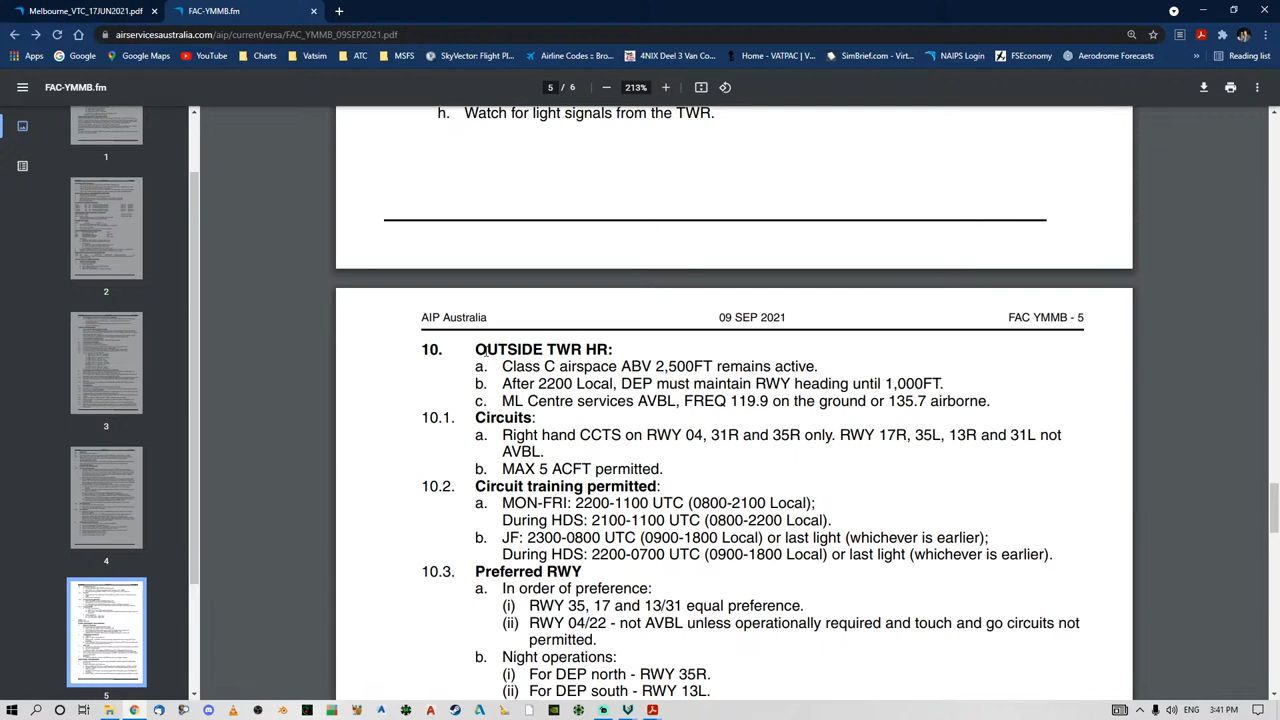 Melbourne_VTC_17JUN2021.pdf
FAC-YMMB.fm
airservicesaustralia.com/aip/current/ersa/FAC_YMMB_09SEP2021.pdf
Apps
Google
Google Maps
YouTube
Charts
Vatsim
ATC
MSFS
SkyVector: Flight Pl...
Airline Codes :: Bro...
4NIX Deel 3 Van Co...
Home - VATPAC | V...
SimBrief.com - Virt...
NAIPS Login
FSEconomy
Aerodrome Forecasts
»
Reading list
FAC-YMMB.fm
5 / 6
213%
1
2
3
4
5
h. Watch for light signals from the TWR.
AIP Australia 09 SEP 2021 FAC YMMB - 5
10. OUTSIDE TWR HR:
a. Class C airspace ABV 2,500FT remains active.
b. After 2200 Local, DEP must maintain RWY heading until 1,000FT.
c. ML Centre services AVBL, FREQ 119.9 on the ground or 135.7 airborne.
10.1. Circuits:
a. Right hand CCTS on RWY 04, 31R and 35R only. RWY 17R, 35L, 13R and 31L not
AVBL.
b. MAX 5 ACFT permitted.
10.2. Circuit training permitted:
a. MON-FRI: 2200-1100 UTC (0800-2100 Local);
During HDS: 2100-1100 UTC (0800-2200 Local).
b. JF: 2300-0800 UTC (0900-1800 Local) or last light (whichever is earlier);
During HDS: 2200-0700 UTC (0900-1800 Local) or last light (whichever is earlier).
10.3. Preferred RWY
a. preference:
(i) RWY 35, 17 and 13/31 equal preference.
RWY 04/22 - not AVBL unless operationally required and touch and go circuits not
permitted.
b. operations:
(i) For DEP north - RWY 35R.
(ii) For DEP south - RWY 13L.
ENG 3:41 PM